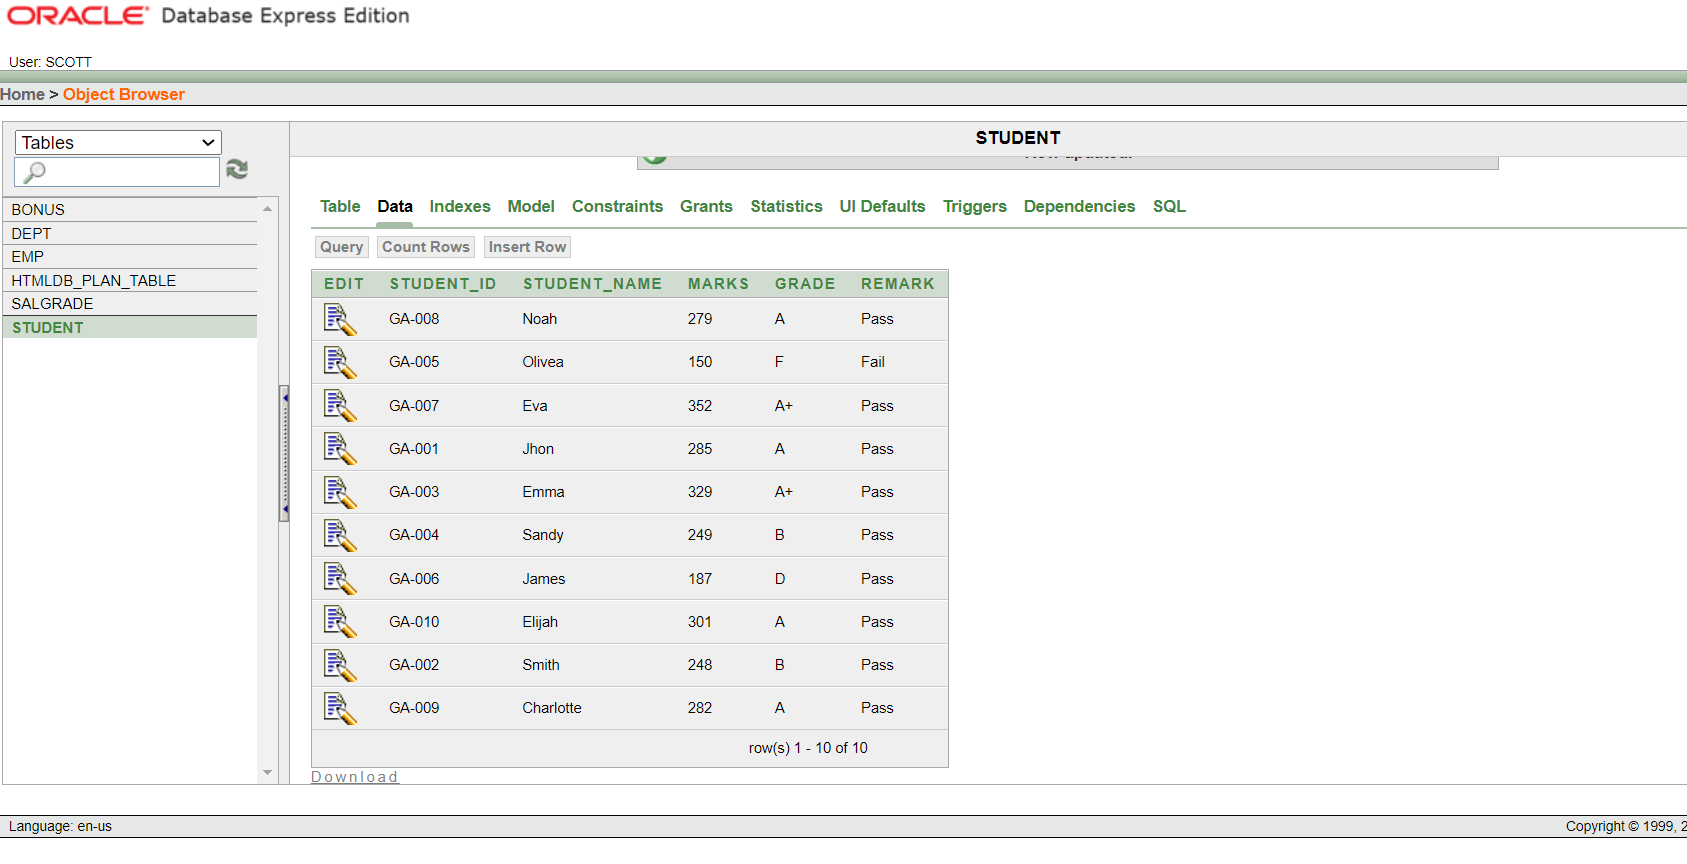 ORACLE Database Express Edition
User: SCOTT
Home > Object Browser
Tables
STUDENT
BONUS
DEPT
EMP
HTMLDB_PLAN_TABLE
SALGRADE
STUDENT
Table Data Indexes Model Constraints Grants Statistics UI Defaults Triggers Dependencies SQL
Query Count Rows Insert Row
EDIT STUDENT_ID STUDENT_NAME MARKS GRADE REMARK
GA-008 Noah 279 A Pass
GA-005 Olivea 150 F Fail
GA-007 Eva 352 A+ Pass
GA-001 Jhon 285 A Pass
GA-003 Emma 329 A+ Pass
GA-004 Sandy 249 B Pass
GA-006 James 187 D Pass
GA-010 Elijah 301 A Pass
GA-002 Smith 248 B Pass
GA-009 Charlotte 282 A Pass
row(s) 1 - 10 of 10
Download
Language: en-us
Copyright © 1999, 2